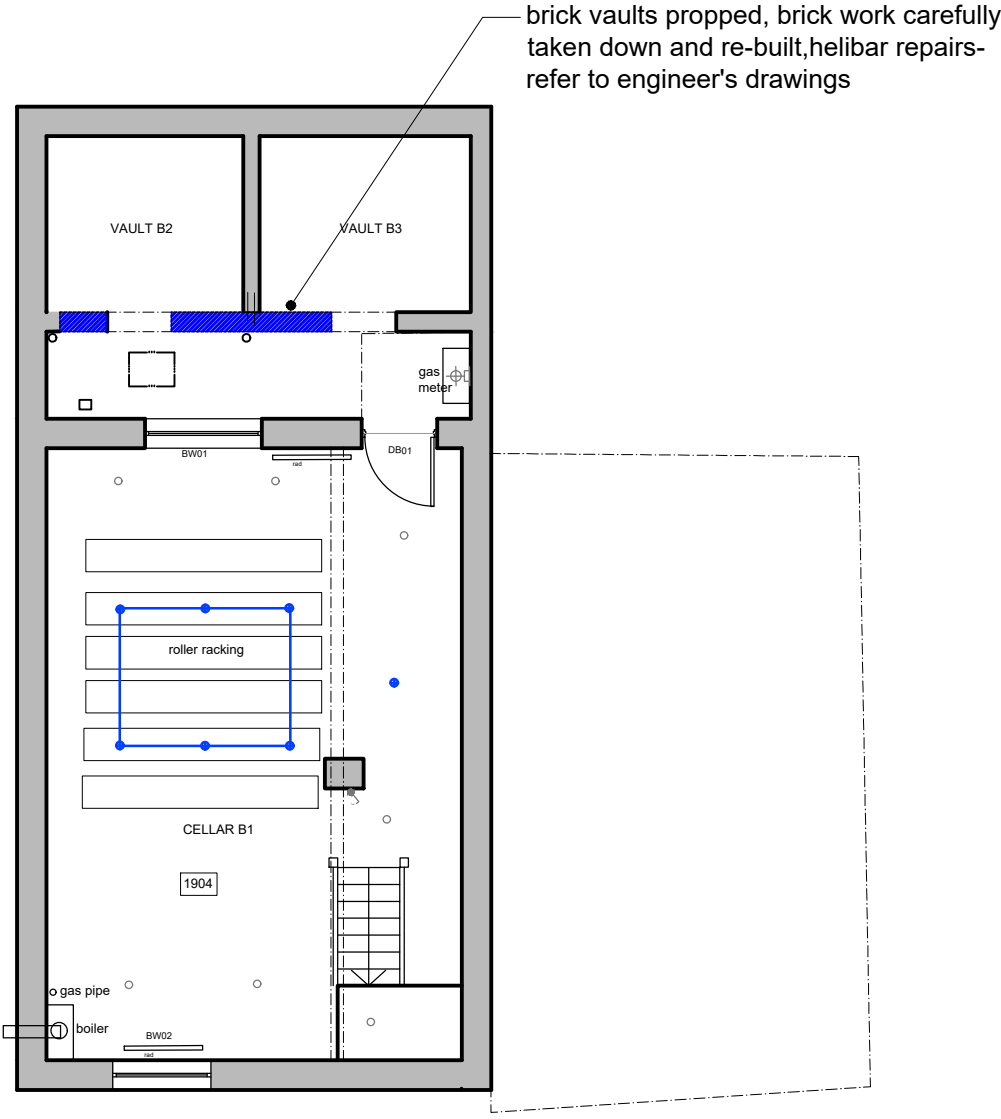 brick vaults propped, brick work carefully
taken down and re-built,helibar repairs-
refer to engineer's drawings
VAULT B2
VAULT B3
gas
meter
BW01
DB01
rad
roller racking
CELLAR B1
1904
gas pipe
boiler
BW02
rad